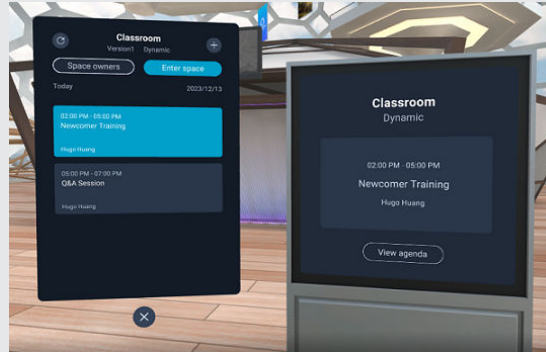 Classroom
Version1 Dynamic
Space owners
Enter space
Today
2023/12/13
02:00 PM - 05:00 PM
Newcomer Training
Hugo Huang
05:00 PM - 07:00 PM
Q&A Session
Hugo Huang
Classroom
Dynamic
02:00 PM - 05:00 PM
Newcomer Training
Hugo Huang
View agenda